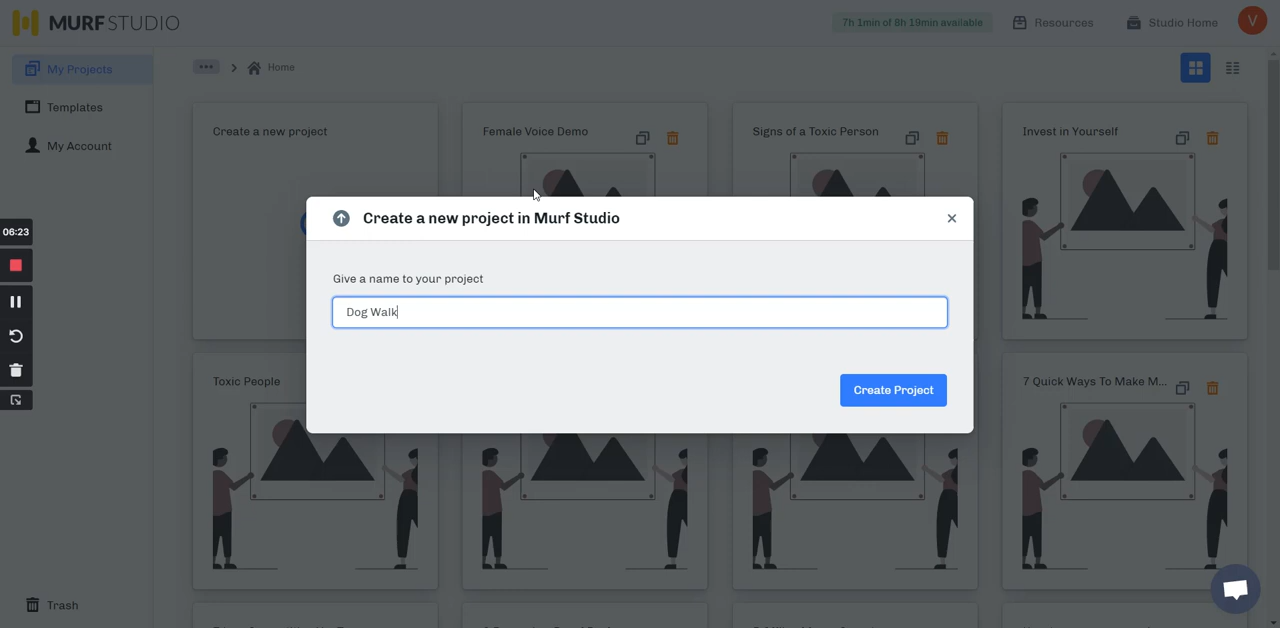 MURF STUDIO
7h 1min of 8h 19min available
Resources
Studio Home
V
My Projects
Templates
My Account
Trash
•••
Home
Create a new project
Female Voice Demo
Signs of a Toxic Person
Invest in Yourself
06:23
Create a new project in Murf Studio
Give a name to your project
Dog Walk
Create Project
Toxic People
7 Quick Ways To Make M...